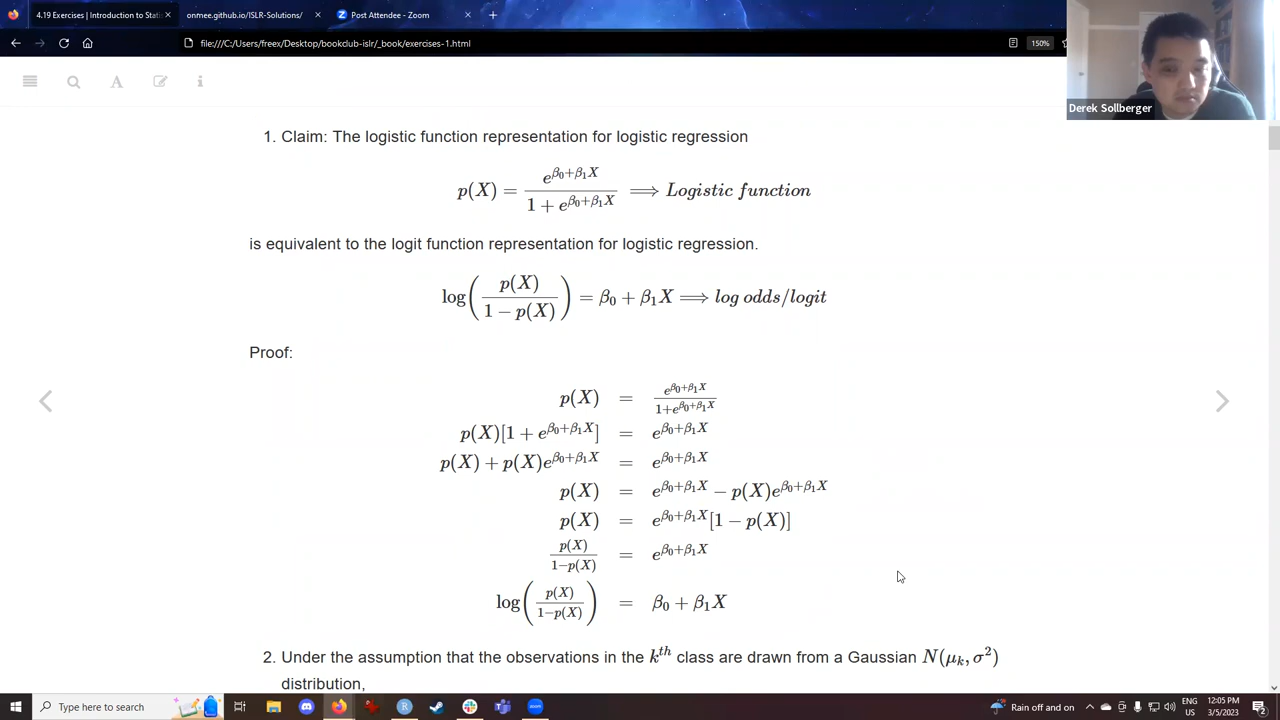 4.19 Exercises | Introduction to Stati
onmee.github.io/ISLR-Solutions/
Post Attendee - Zoom
file:///C:/Users/freex/Desktop/bookclub-islr/_book/exercises-1.html
150%
Derek Sollberger
1. Claim: The logistic function representation for logistic regression
p(X) = e^{β₀+β₁X} / (1 + e^{β₀+β₁X}) ⟹ Logistic function
is equivalent to the logit function representation for logistic regression.
log(p(X) / (1 − p(X))) = β₀ + β₁X ⟹ log odds/logit
Proof:
p(X) = e^{β₀+β₁X} / (1+e^{β₀+β₁X})
p(X)[1 + e^{β₀+β₁X}] = e^{β₀+β₁X}
p(X) + p(X)e^{β₀+β₁X} = e^{β₀+β₁X}
p(X) = e^{β₀+β₁X} − p(X)e^{β₀+β₁X}
p(X) = e^{β₀+β₁X}[1 − p(X)]
p(X) / (1−p(X)) = e^{β₀+β₁X}
log(p(X) / (1−p(X))) = β₀ + β₁X
2. Under the assumption that the observations in the k^{th} class are drawn from a Gaussian N(μₖ, σ²)
distribution,
Type here to search
Rain off and on
ENG
US
12:05 PM
3/5/2023
2